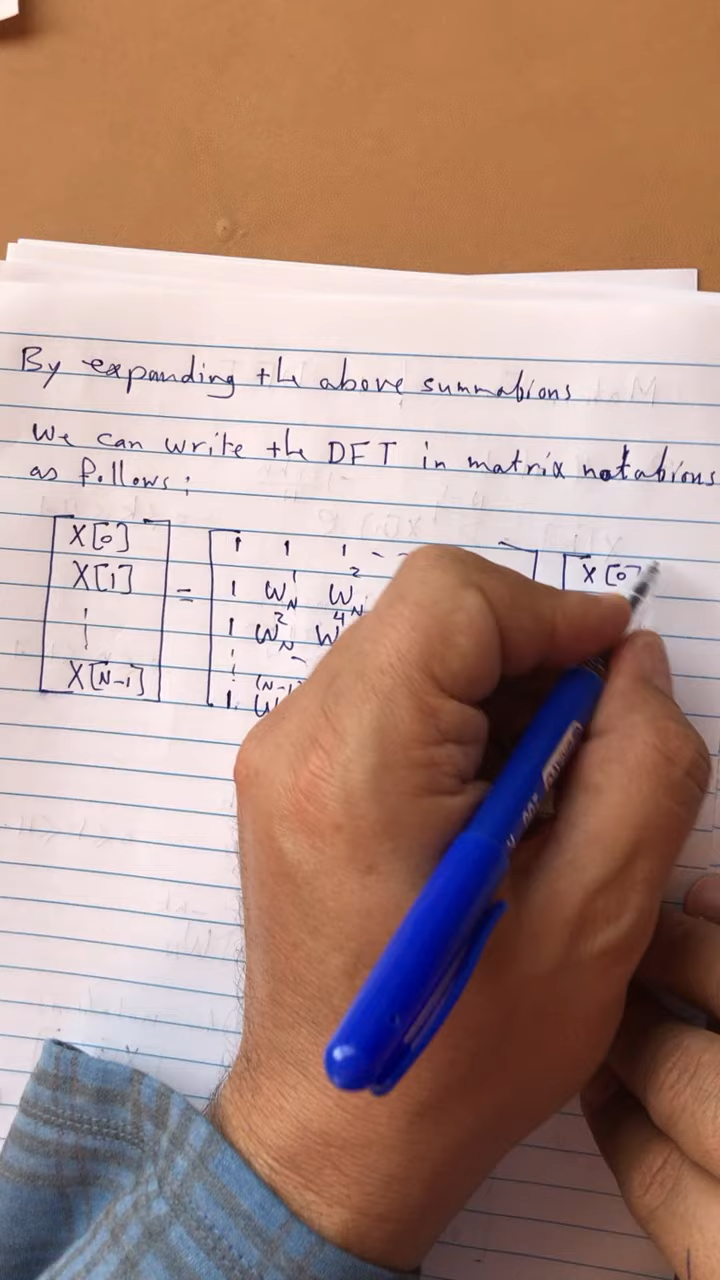 By expanding the above summations
We can write the DFT in matrix notations
as follows:
X[0] 1 1 1 - - x[0]
X[1] = 1 W_N^1 W_N^2
1 W_N^2 W^4
X[N-1] 1 W^(N-1